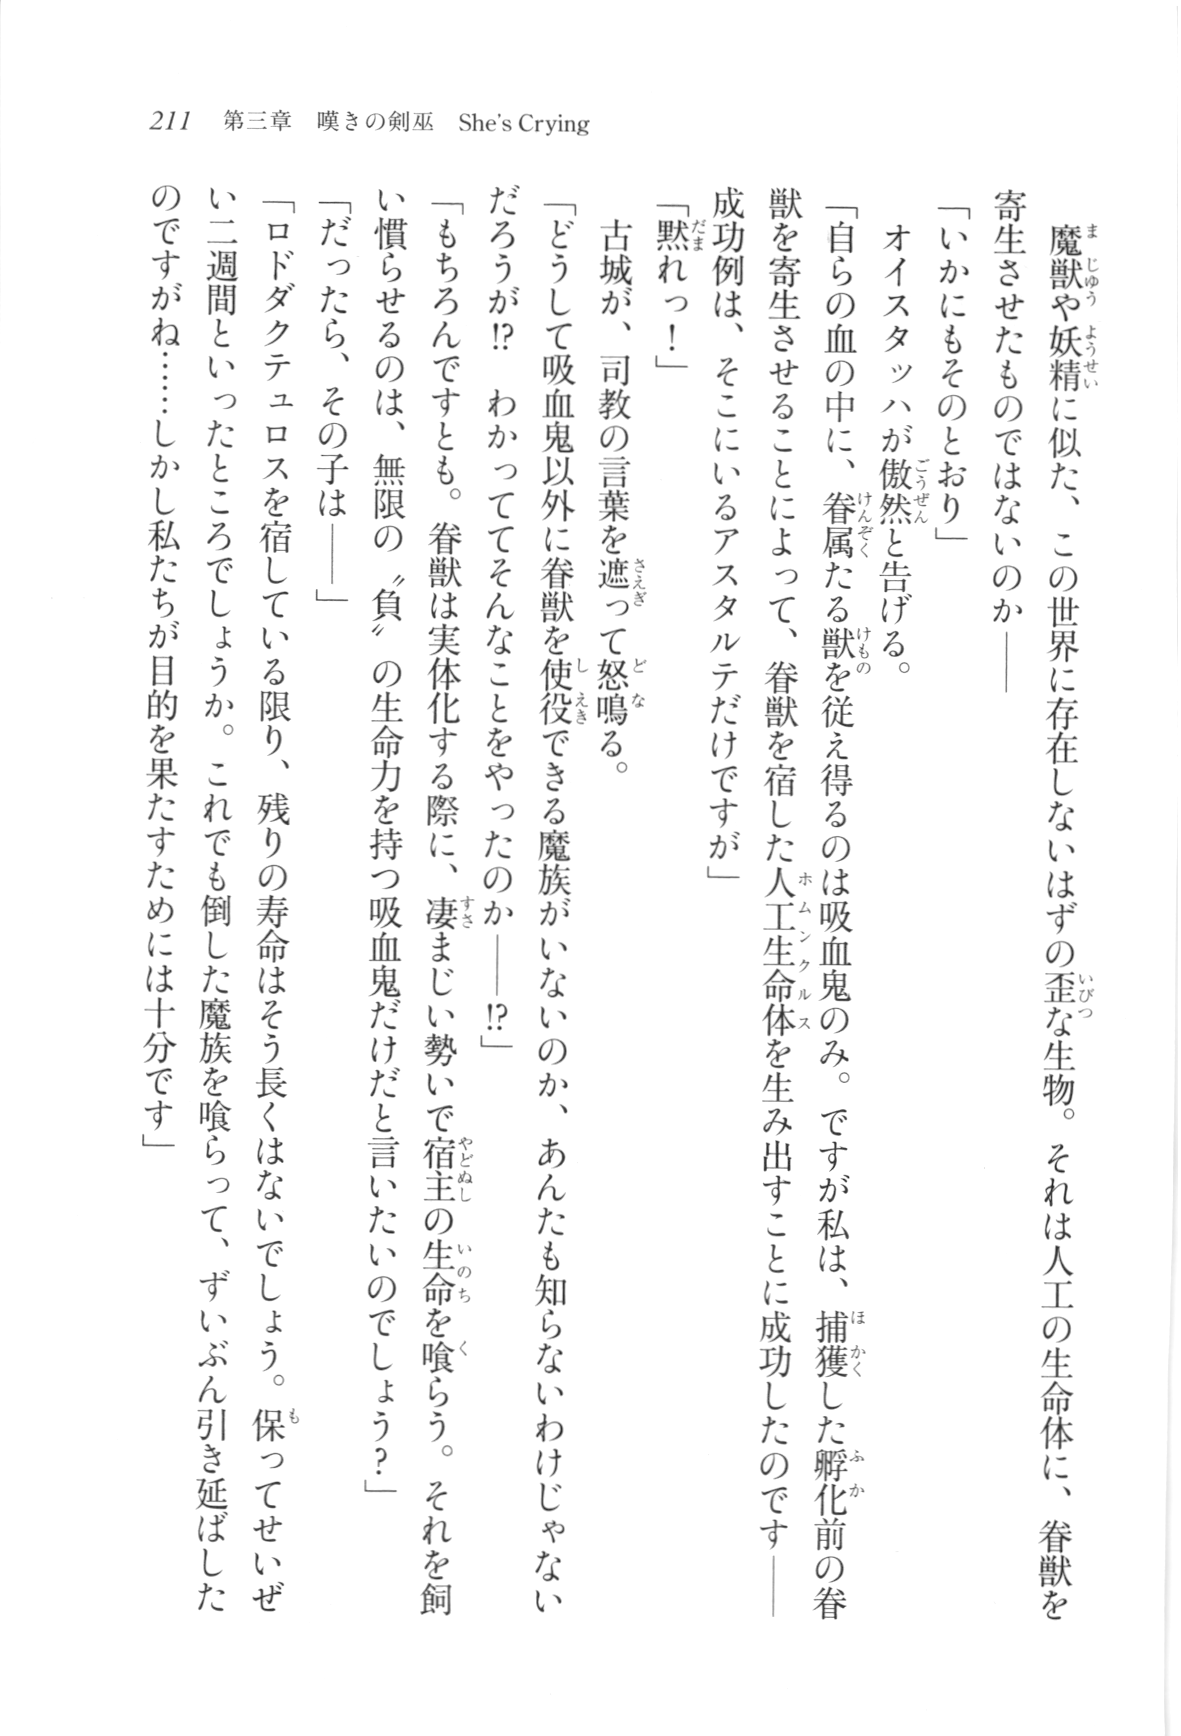 211　第三章　嘆きの剣巫　She's Crying
　魔獣や妖精に似た、この世界に存在しないはずの歪な生物。それは人工の生命体に、眷獣を
寄生させたものではないのか――
「いかにもそのとおり」
　オイスタッハが傲然と告げる。
「自らの血の中に、眷属たる獣を従え得るのは吸血鬼のみ。ですが私は、捕獲した孵化前の眷
獣を寄生させることによって、眷獣を宿した人工生命体を生み出すことに成功したのです――
成功例は、そこにいるアスタルテだけですが」
「黙れっ！」
　古城が、司教の言葉を遮って怒鳴る。
「どうして吸血鬼以外に眷獣を使役できる魔族がいないのか、あんたも知らないわけじゃない
だろうが!?　わかっててそんなことをやったのか――!?」
「もちろんですとも。眷獣は実体化する際に、凄まじい勢いで宿主の生命を喰らう。それを飼
い慣らせるのは、無限の〝負〟の生命力を持つ吸血鬼だけだと言いたいのでしょう？」
「だったら、その子は――」
「ロドダクテュロスを宿している限り、残りの寿命はそう長くはないでしょう。保ってせいぜ
い二週間といったところでしょうか。これでも倒した魔族を喰らって、ずいぶん引き延ばした
のですがね……しかし私たちが目的を果たすためには十分です」